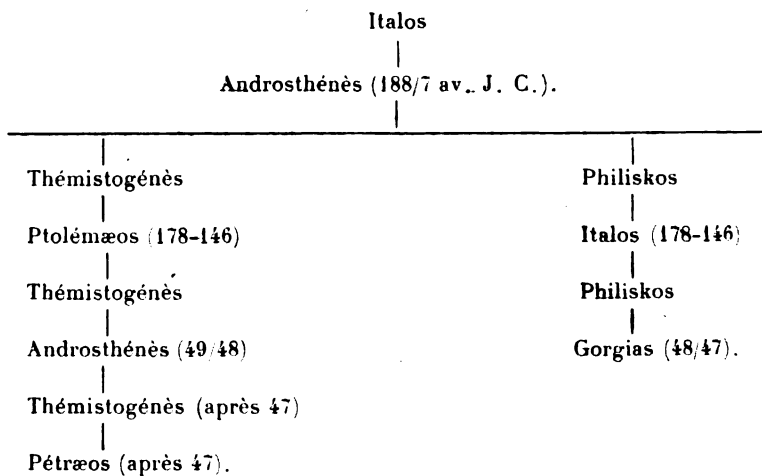 Italos
Androsthénès (188/7 av. J. C.).
Thémistogénès Philiskos
Ptolémæos (178-146) Italos (178-146)
Thémistogénès Philiskos
Androsthénès (49/48) Gorgias (48/47).
Thémistogénès (après 47)
Pétræos (après 47).